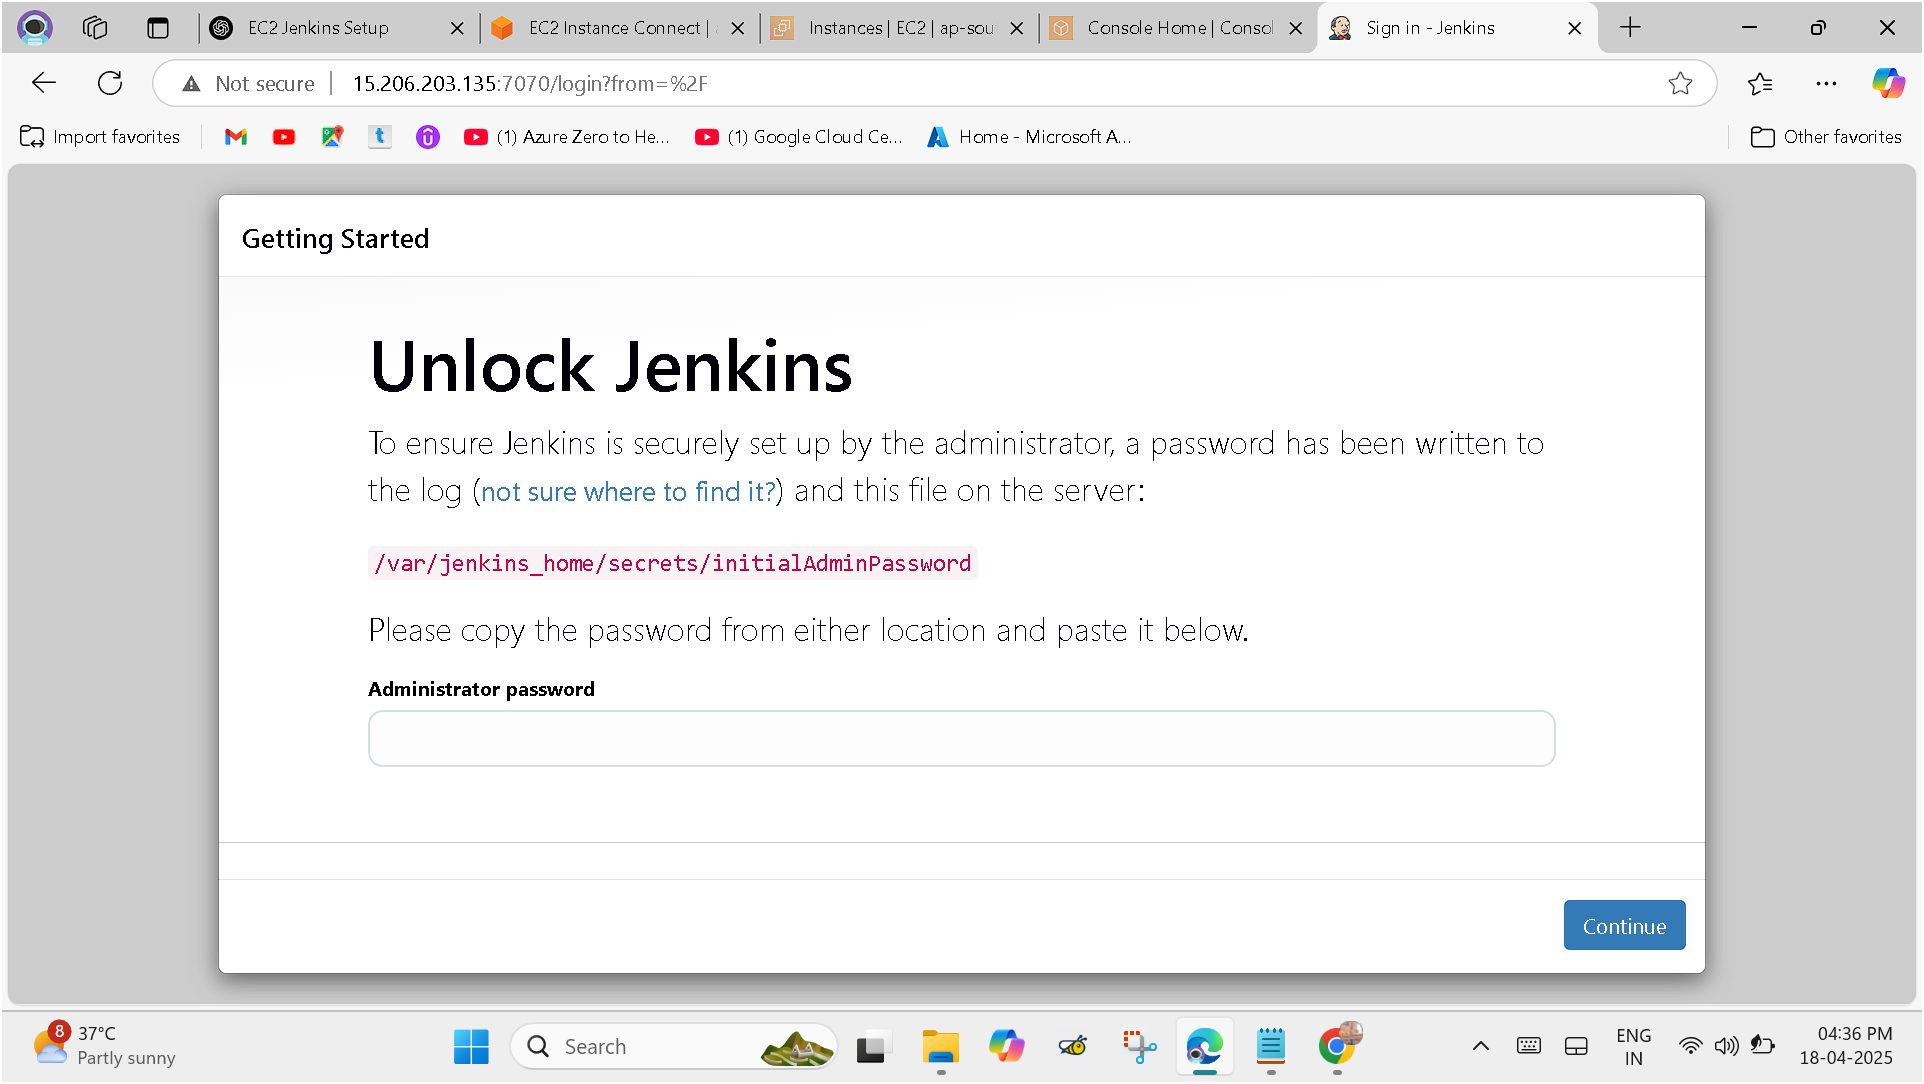 EC2 Jenkins Setup
EC2 Instance Connect |
Instances | EC2 | ap-sou
Console Home | Consol
Sign in - Jenkins
Not secure
15.206.203.135:7070/login?from=%2F
Import favorites
(1) Azure Zero to He...
(1) Google Cloud Ce...
Home - Microsoft A...
Other favorites
Getting Started
Unlock Jenkins
To ensure Jenkins is securely set up by the administrator, a password has been written to
the log (not sure where to find it?) and this file on the server:
/var/jenkins_home/secrets/initialAdminPassword
Please copy the password from either location and paste it below.
Administrator password
Continue
8
37°C
Partly sunny
Search
ENG
IN
04:36 PM
18-04-2025